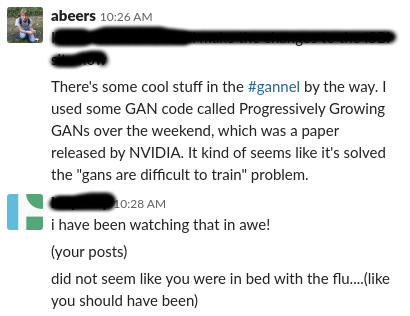 abeers 10:26 AM
There's some cool stuff in the #gannel by the way. I
used some GAN code called Progressively Growing
GANs over the weekend, which was a paper
released by NVIDIA. It kind of seems like it's solved
the "gans are difficult to train" problem.
10:28 AM
i have been watching that in awe!
(your posts)
did not seem like you were in bed with the flu....(like
you should have been)